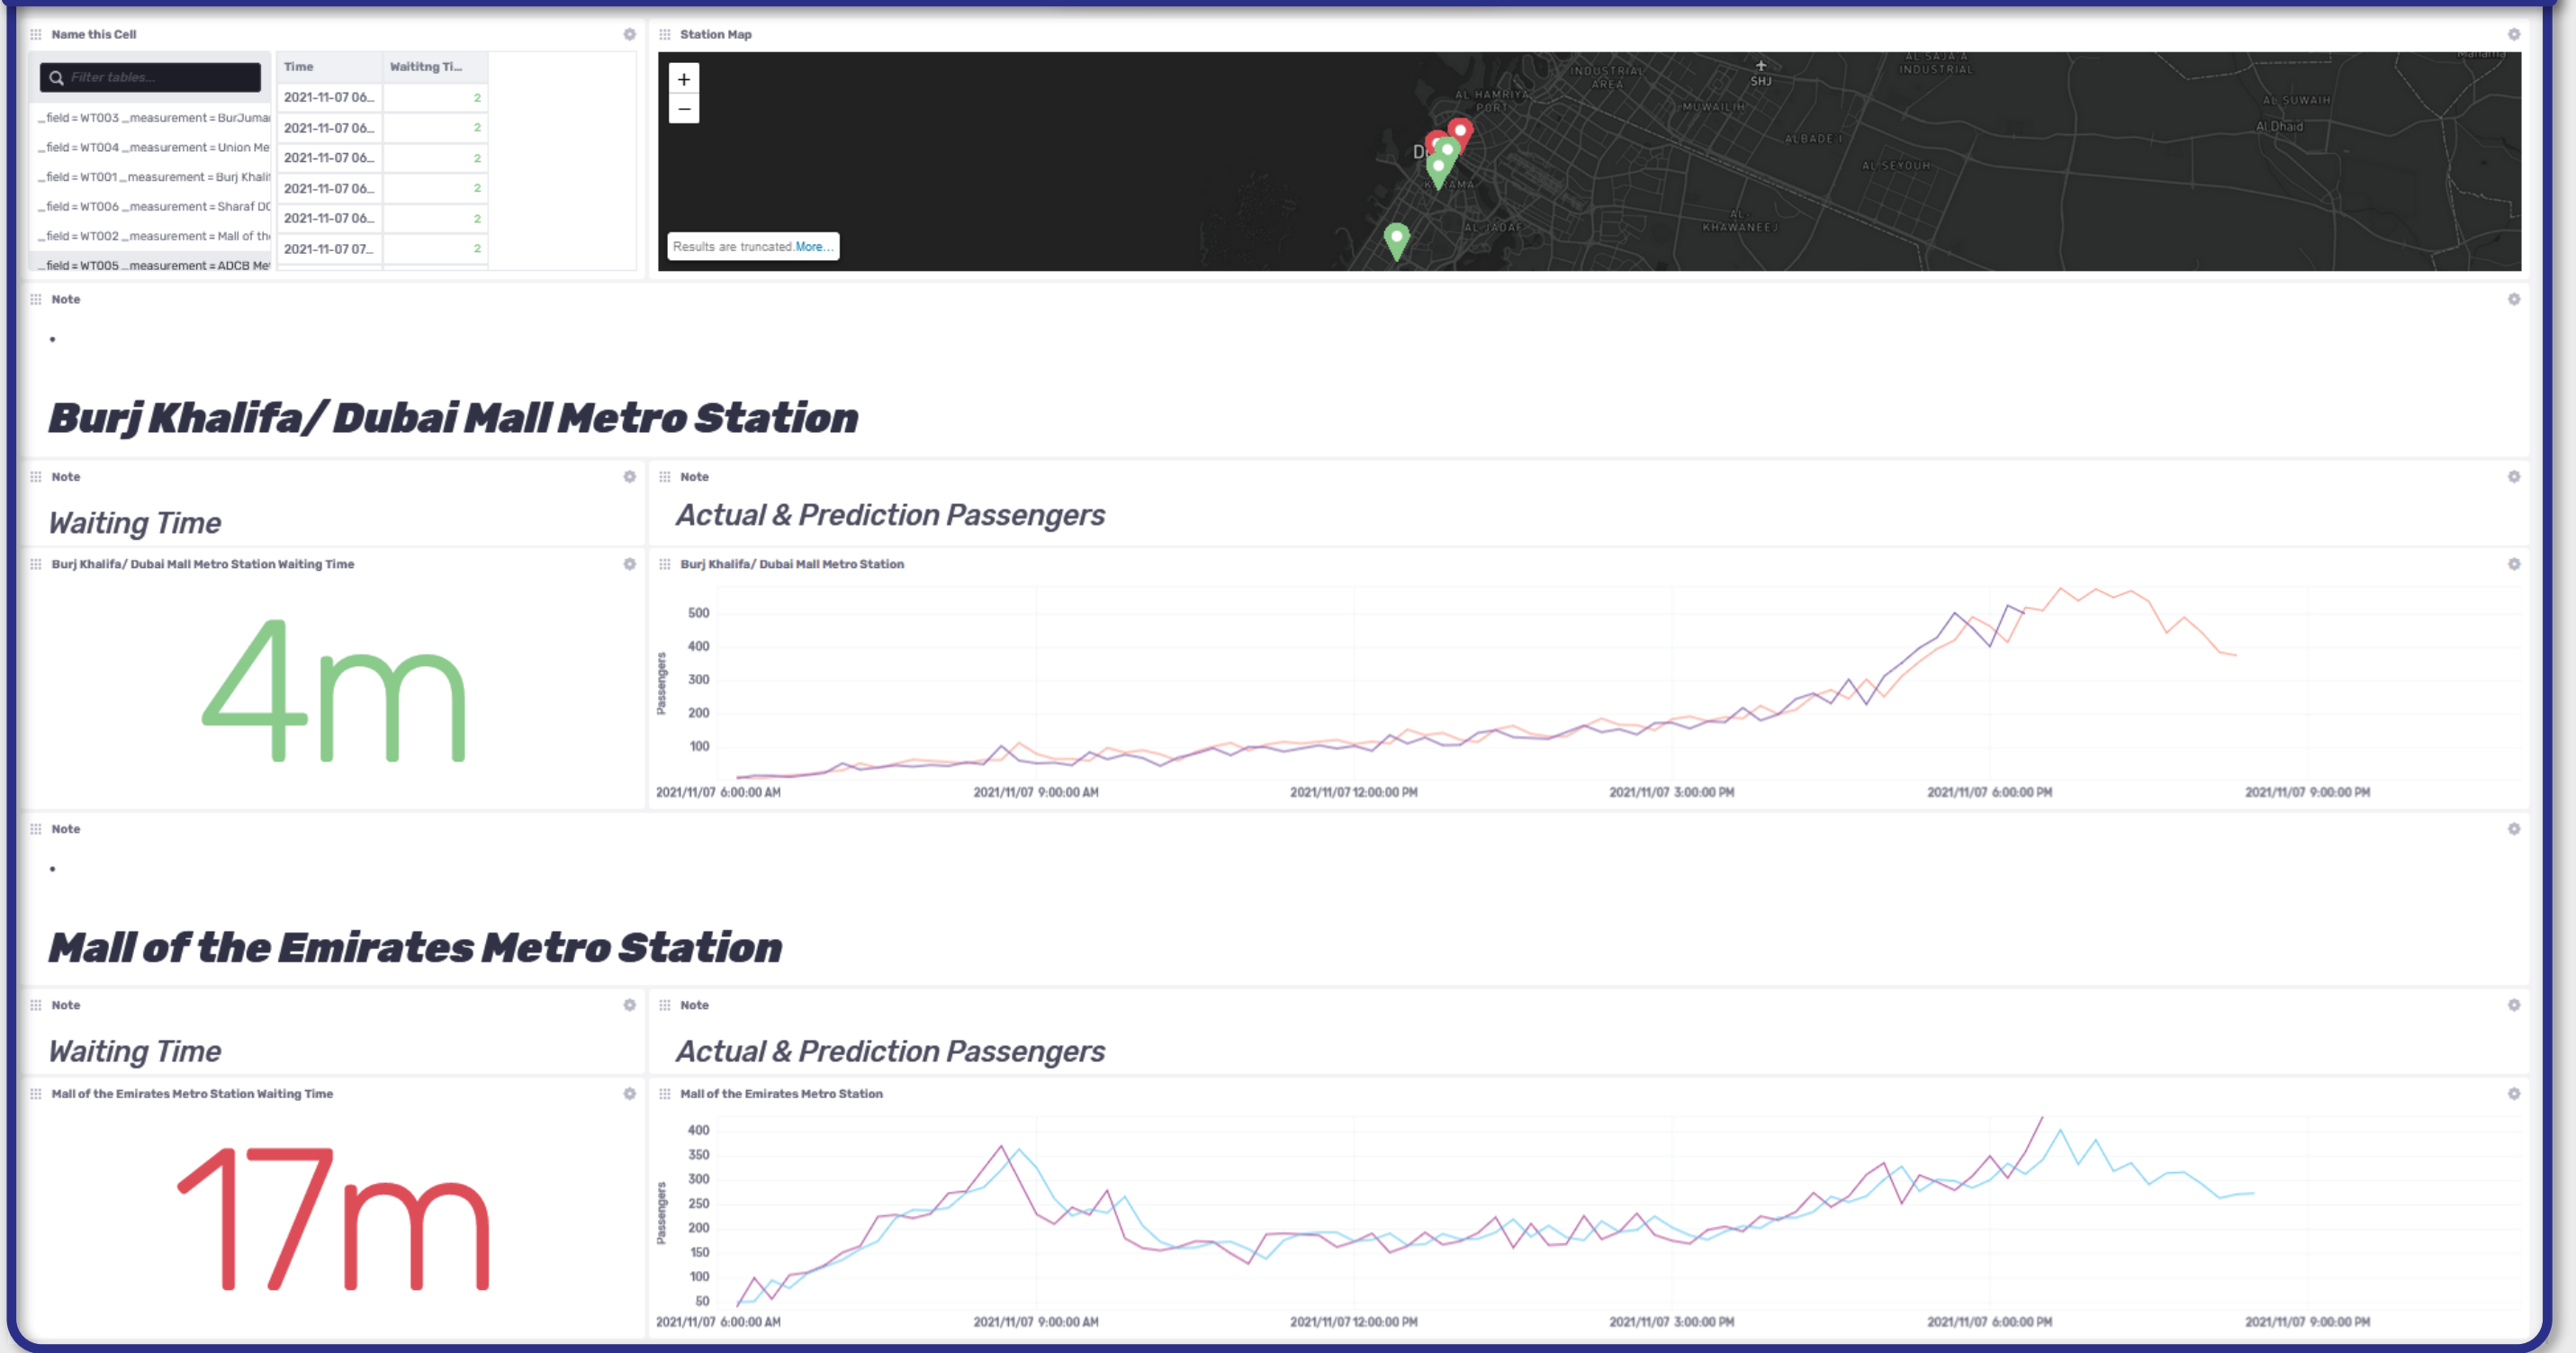 Name this Cell
Filter tables...
_field = WT003 _measurement = BurJuma
_field = WT004 _measurement = Union Me
_field = WT001 _measurement = Burj Khalif
_field = WT006 _measurement = Sharaf DG
_field = WT002 _measurement = Mall of the
_field = WT005 _measurement = ADCB Me
Time Waititng Ti...
2021-11-07 06... 2
2021-11-07 06... 2
2021-11-07 06... 2
2021-11-07 06... 2
2021-11-07 06... 2
2021-11-07 07... 2
Station Map
+
−
INDUSTRIAL
AREA
AL HAMRIYA
PORT
SHJ
MUWAILIH
AL SAJA'A
INDUSTRIAL
ALBADE'I
AL SEYOUH
AL SUWAIH
Al Dhaid
D
AL JADAF
AL-
KHAWANEEJ
Results are truncated.More...
Note
•
Burj Khalifa/ Dubai Mall Metro Station
Note
Waiting Time
Note
Actual & Prediction Passengers
Burj Khalifa/ Dubai Mall Metro Station Waiting Time
4m
Burj Khalifa/ Dubai Mall Metro Station
Passengers
500
400
300
200
100
2021/11/07 6:00:00 AM 2021/11/07 9:00:00 AM 2021/11/07 12:00:00 PM 2021/11/07 3:00:00 PM 2021/11/07 6:00:00 PM 2021/11/07 9:00:00 PM
Note
•
Mall of the Emirates Metro Station
Note
Waiting Time
Note
Actual & Prediction Passengers
Mall of the Emirates Metro Station Waiting Time
17m
Mall of the Emirates Metro Station
Passengers
400
350
300
250
200
150
100
50
2021/11/07 6:00:00 AM 2021/11/07 9:00:00 AM 2021/11/07 12:00:00 PM 2021/11/07 3:00:00 PM 2021/11/07 6:00:00 PM 2021/11/07 9:00:00 PM